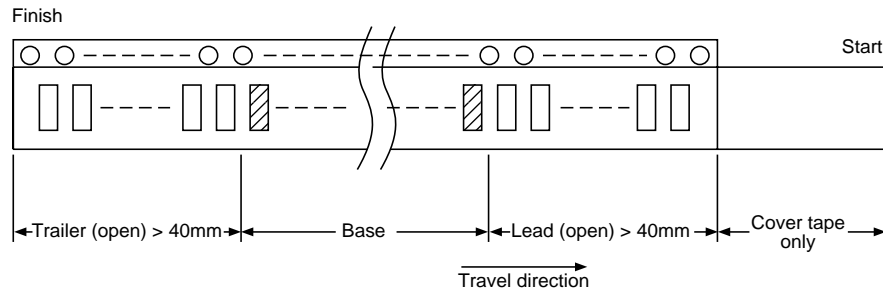 Finish
Start
Trailer (open) > 40mm
Base
Lead (open) > 40mm
Cover tape
only
Travel direction